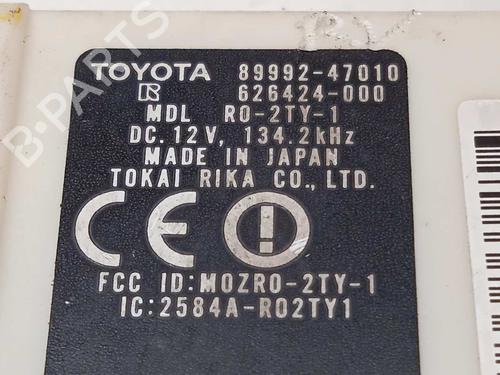 TOYOTA 89992-47010
R 626424-000
MDL RO-2TY-1
DC.12V, 134.2kHz
MADE IN JAPAN
TOKAI RIKA CO., LTD.
CE
FCC ID:MOZRO-2TY-1
IC:2584A-RO2TY1
B-PARTS